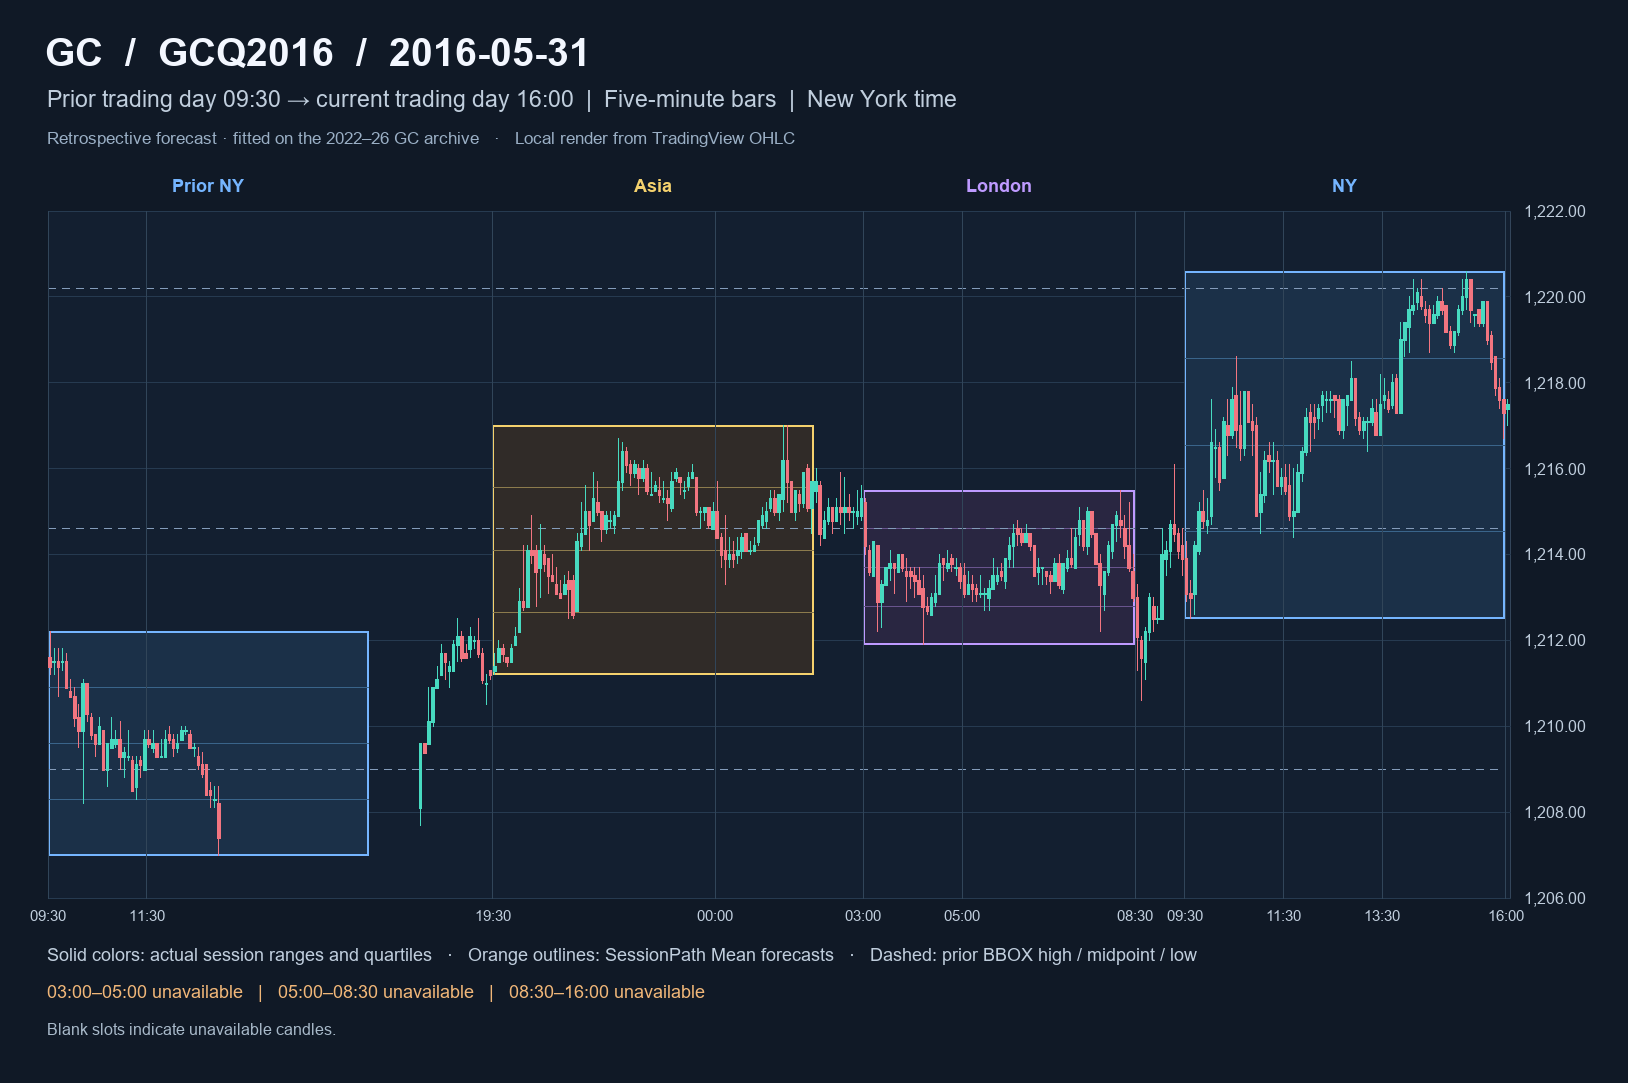 GC / GCQ2016 / 2016-05-31
Prior trading day 09:30 → current trading day 16:00 | Five-minute bars | New York time
Retrospective forecast · fitted on the 2022–26 GC archive · Local render from TradingView OHLC
Prior NY Asia London NY
1,222.00
1,220.00
1,218.00
1,216.00
1,214.00
1,212.00
1,210.00
1,208.00
1,206.00
09:30 11:30 19:30 00:00 03:00 05:00 08:30 09:30 11:30 13:30 16:00
Solid colors: actual session ranges and quartiles · Orange outlines: SessionPath Mean forecasts · Dashed: prior BBOX high / midpoint / low
03:00–05:00 unavailable | 05:00–08:30 unavailable | 08:30–16:00 unavailable
Blank slots indicate unavailable candles.